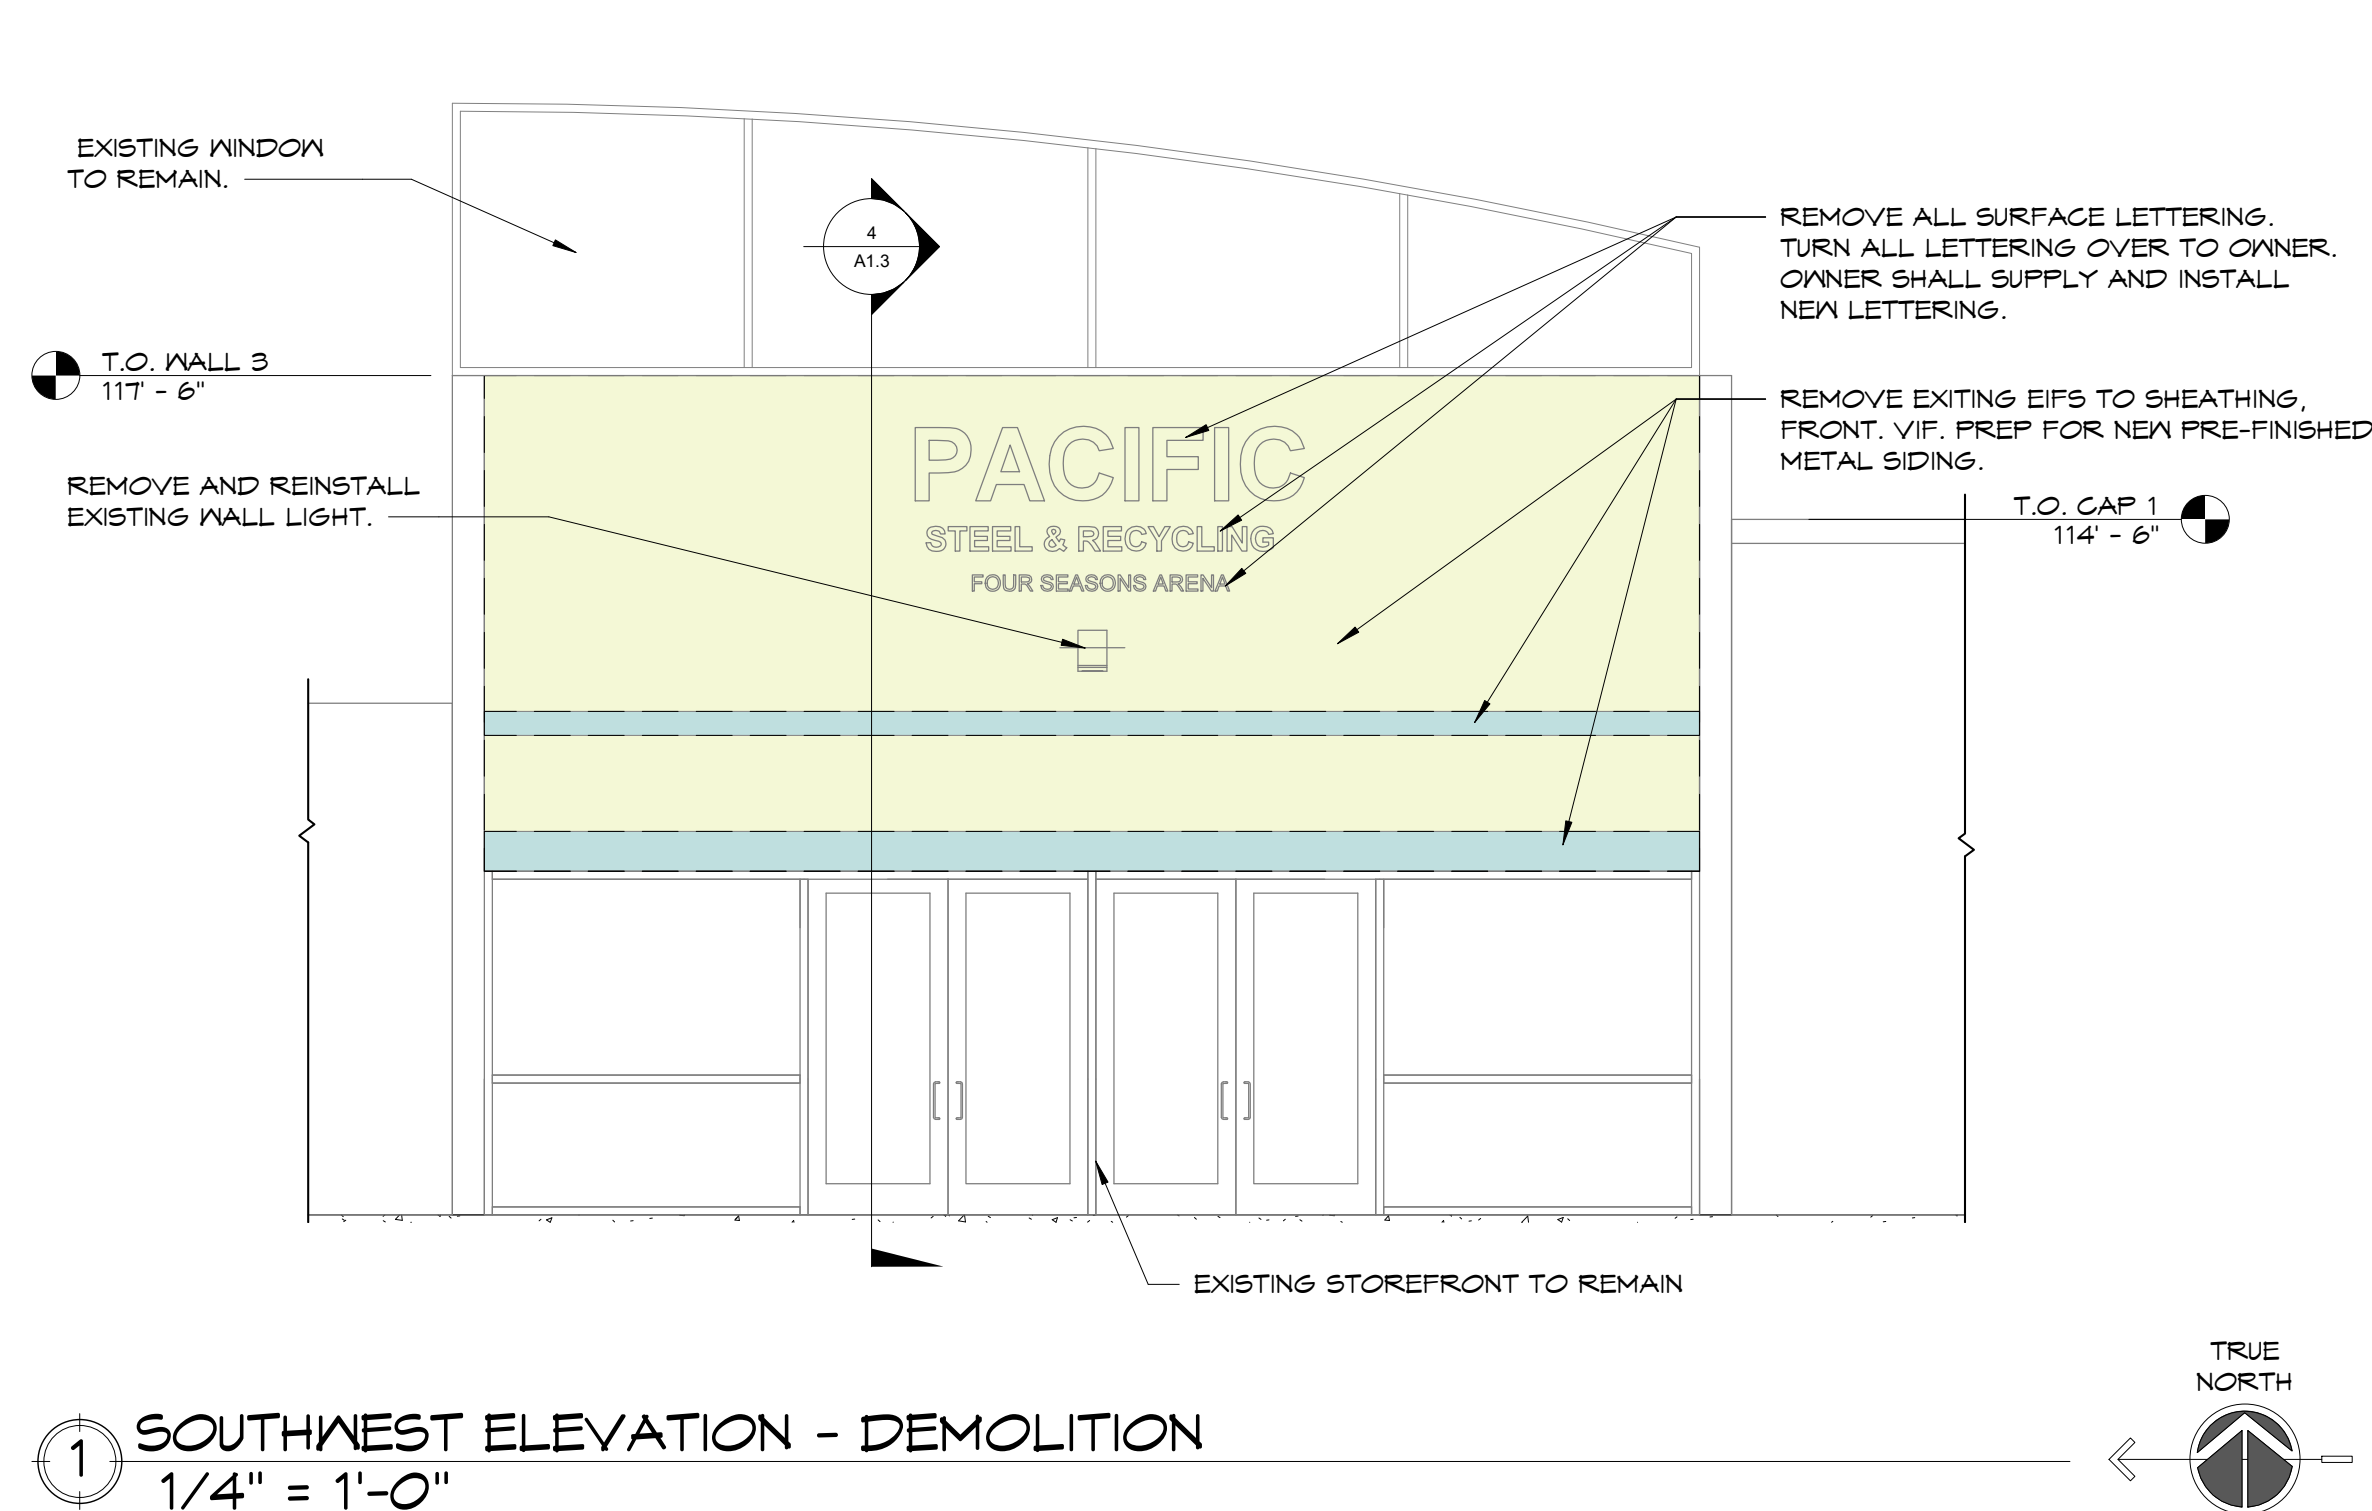 EXISTING WINDOW
TO REMAIN.
4
A1.3
REMOVE ALL SURFACE LETTERING.
TURN ALL LETTERING OVER TO OWNER.
OWNER SHALL SUPPLY AND INSTALL
NEW LETTERING.
T.O. WALL 3
117' - 6"
REMOVE EXITING EIFS TO SHEATHING,
FRONT. VIF. PREP FOR NEW PRE-FINISHED
METAL SIDING.
PACIFIC
STEEL & RECYCLING
FOUR SEASONS ARENA
REMOVE AND REINSTALL
EXISTING WALL LIGHT.
T.O. CAP 1
114' - 6"
EXISTING STOREFRONT TO REMAIN
TRUE
NORTH
1
SOUTHWEST ELEVATION - DEMOLITION
1/4" = 1'-0"